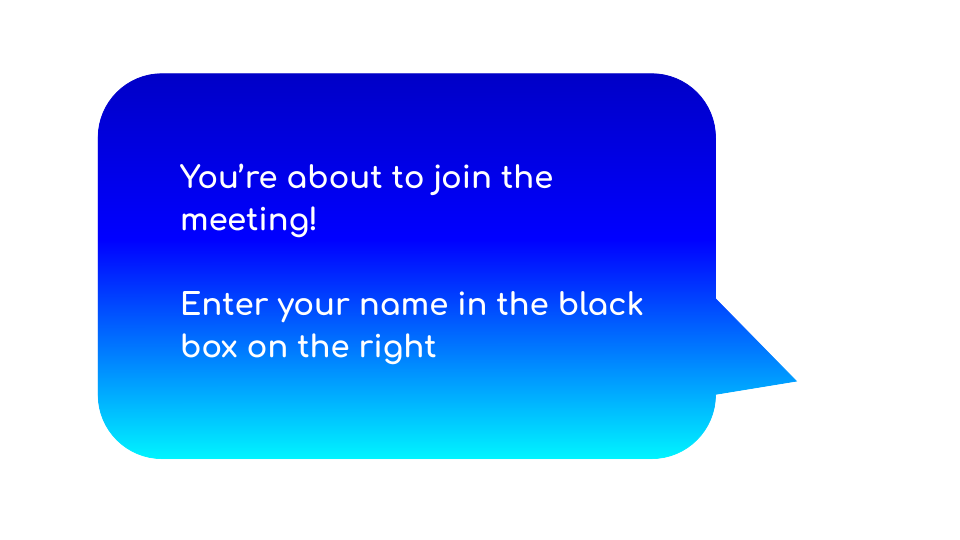 You’re about to join the
meeting!
Enter your name in the black
box on the right